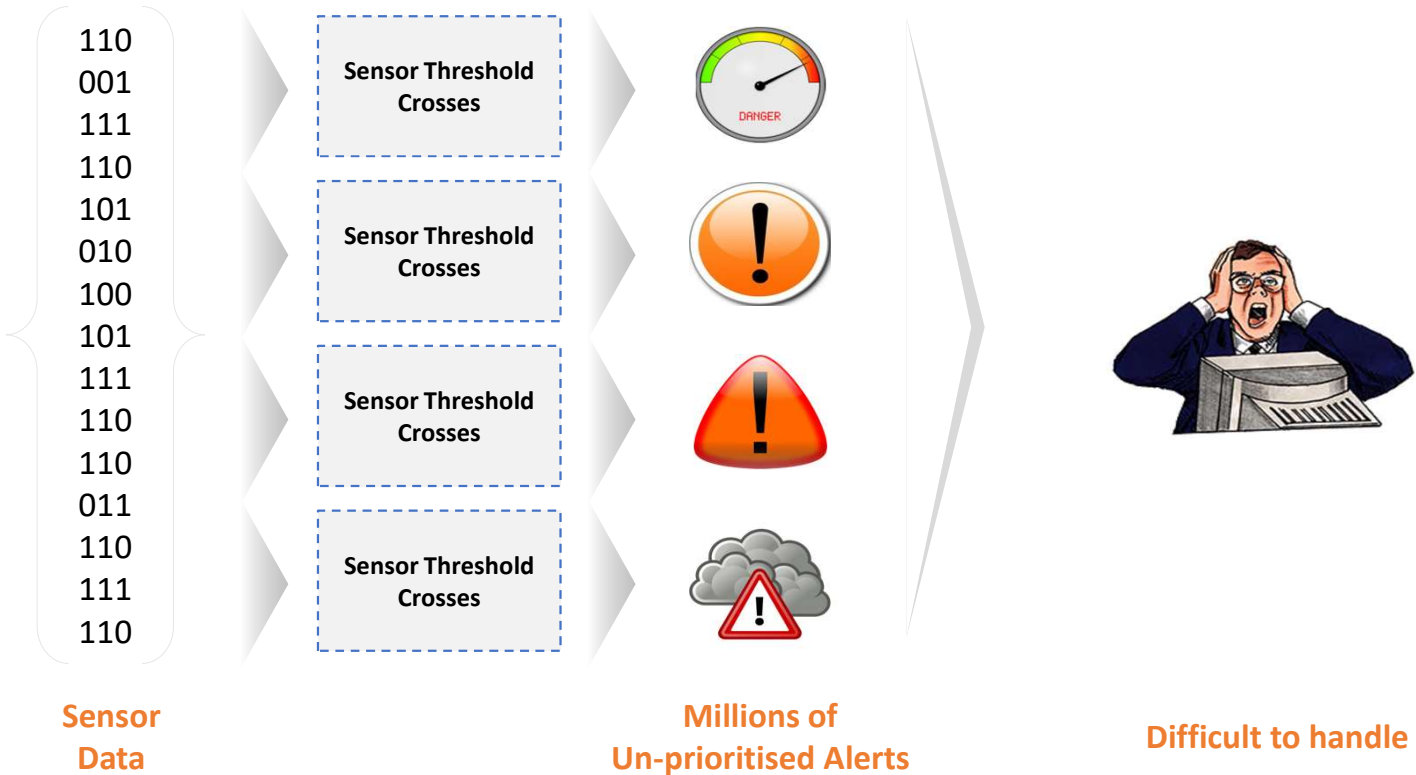 110
001
111
110
101
010
100
101
111
110
110
011
110
111
110
Sensor Threshold
Crosses
Sensor Threshold
Crosses
Sensor Threshold
Crosses
Sensor Threshold
Crosses
DANGER
!
!
!
Sensor
Data
Millions of
Un-prioritised Alerts
Difficult to handle